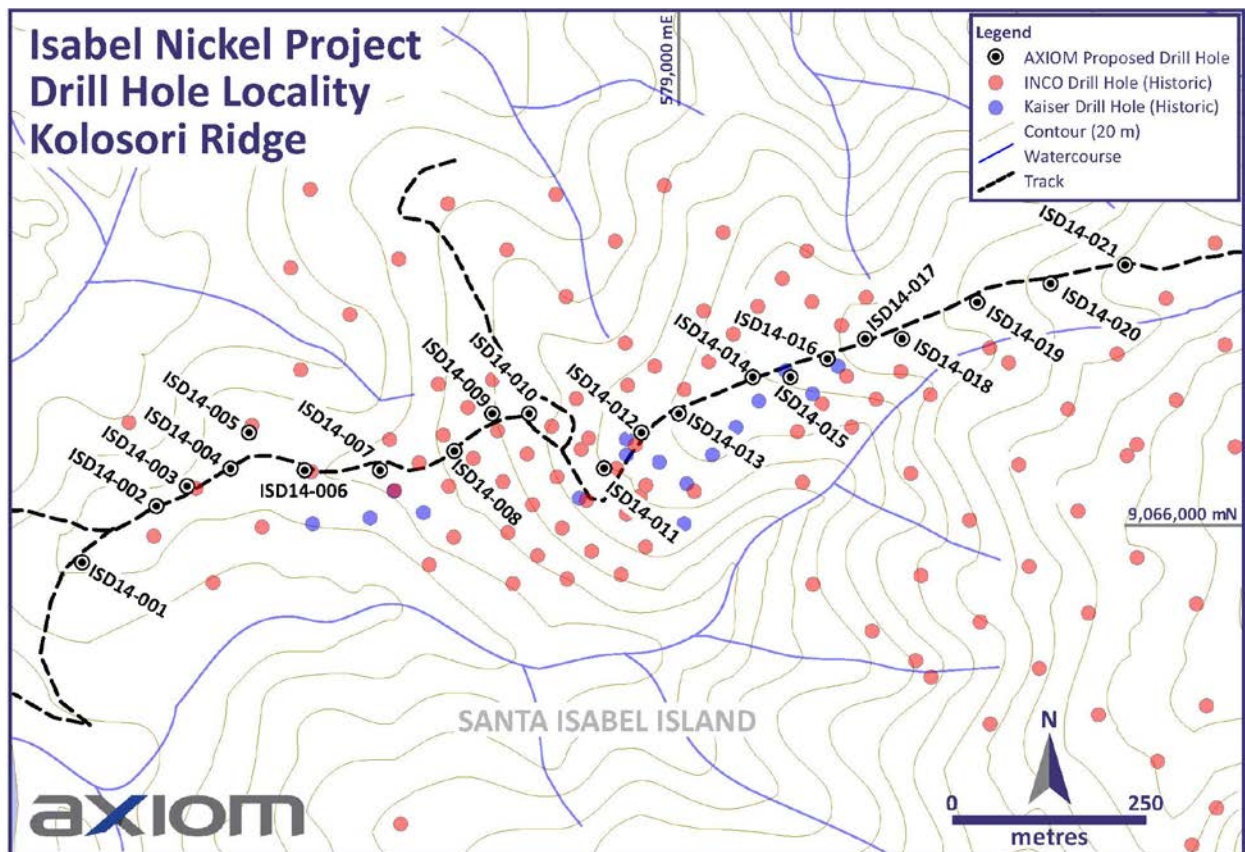 Isabel Nickel Project
Drill Hole Locality
Kolosori Ridge
579,000 mE
Legend
AXIOM Proposed Drill Hole
INCO Drill Hole (Historic)
Kaiser Drill Hole (Historic)
Contour (20 m)
Watercourse
Track
ISD14-001
ISD14-002
ISD14-003
ISD14-004
ISD14-005
ISD14-006
ISD14-007
ISD14-008
ISD14-009
ISD14-010
ISD14-011
ISD14-012
ISD14-013
ISD14-014
ISD14-015
ISD14-016
ISD14-017
ISD14-018
ISD14-019
ISD14-020
ISD14-021
9,066,000 mN
SANTA ISABEL ISLAND
N
0 250
metres
axiom